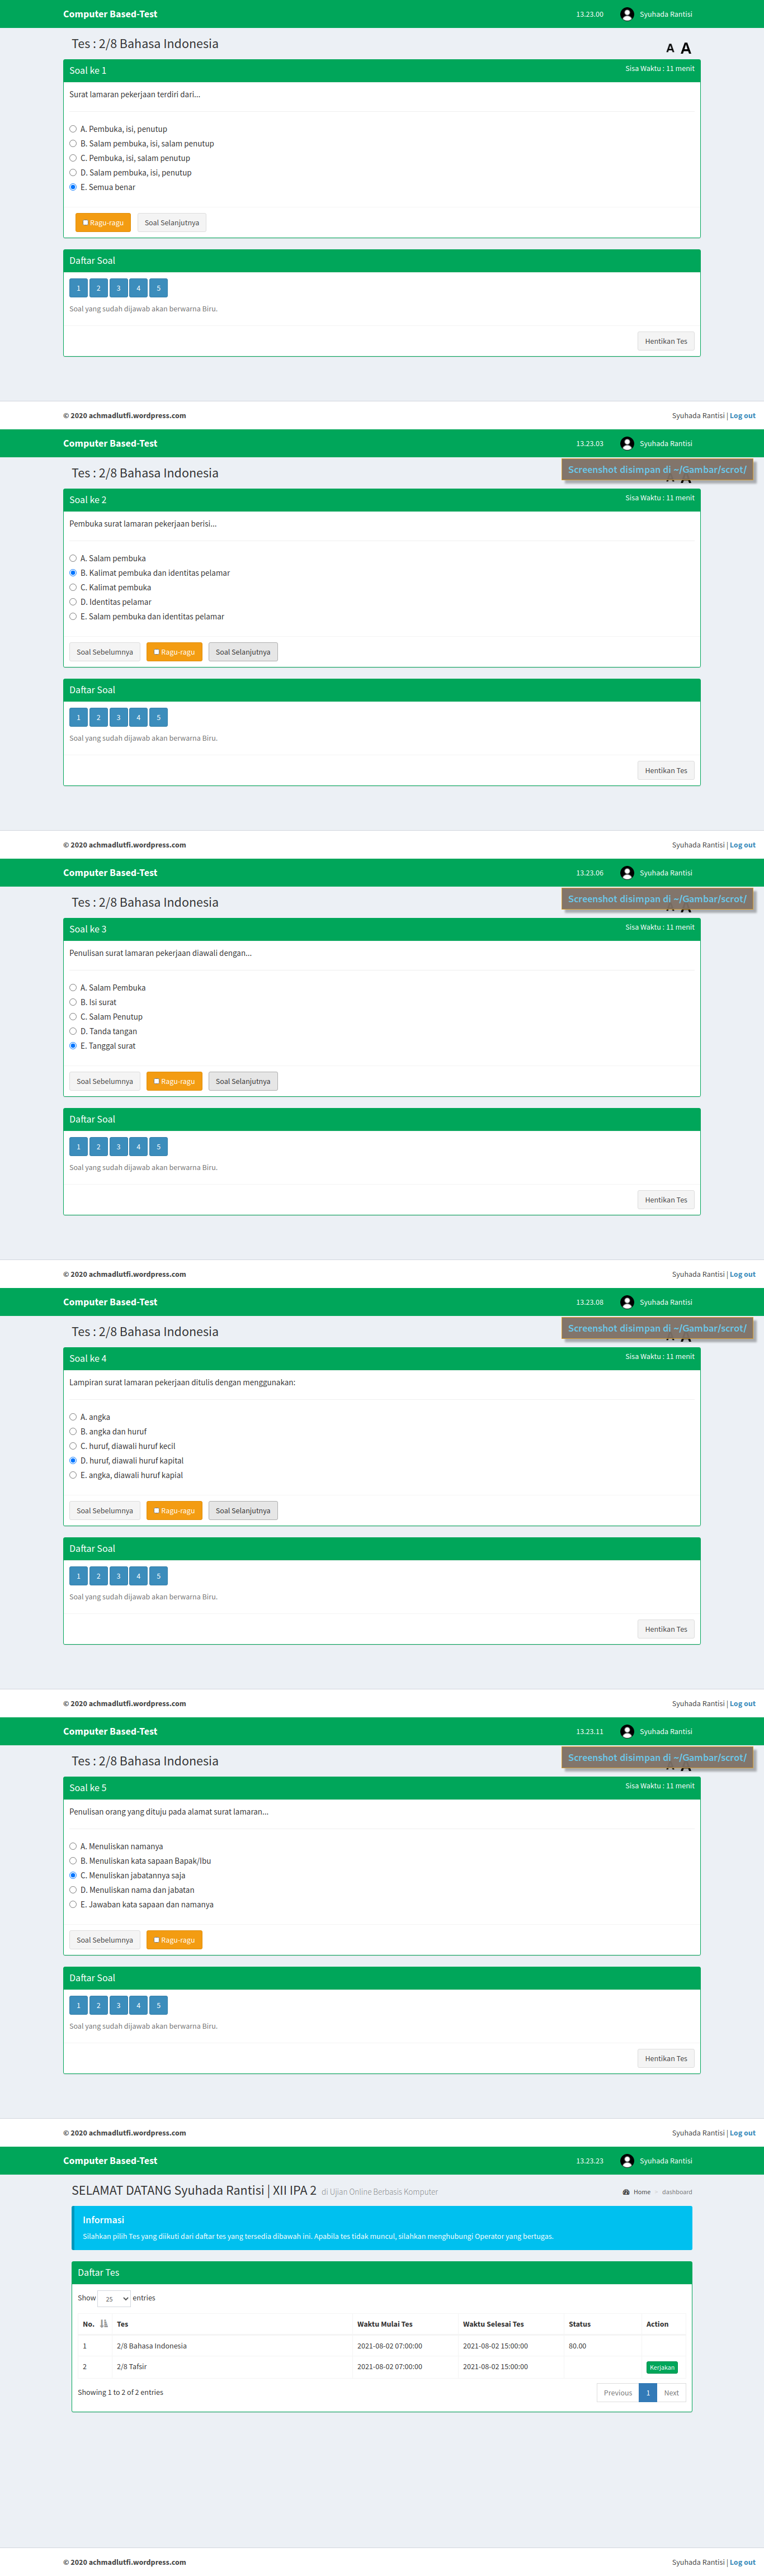 Computer Based-Test 13.23.00 Syuhada Rantisi
Tes : 2/8 Bahasa Indonesia A A
Soal ke 1 Sisa Waktu : 11 menit
Surat lamaran pekerjaan terdiri dari...
A. Pembuka, isi, penutup
B. Salam pembuka, isi, salam penutup
C. Pembuka, isi, salam penutup
D. Salam pembuka, isi, penutup
E. Semua benar
Ragu-ragu Soal Selanjutnya
Daftar Soal
1 2 3 4 5
Soal yang sudah dijawab akan berwarna Biru.
Hentikan Tes
© 2020 achmadlutfi.wordpress.com Syuhada Rantisi | Log out
Computer Based-Test 13.23.03 Syuhada Rantisi
Tes : 2/8 Bahasa Indonesia Screenshot disimpan di ~/Gambar/scrot/
Soal ke 2 Sisa Waktu : 11 menit
Pembuka surat lamaran pekerjaan berisi...
A. Salam pembuka
B. Kalimat pembuka dan identitas pelamar
C. Kalimat pembuka
D. Identitas pelamar
E. Salam pembuka dan identitas pelamar
Soal Sebelumnya Ragu-ragu Soal Selanjutnya
Daftar Soal
1 2 3 4 5
Soal yang sudah dijawab akan berwarna Biru.
Hentikan Tes
© 2020 achmadlutfi.wordpress.com Syuhada Rantisi | Log out
Computer Based-Test 13.23.06 Syuhada Rantisi
Tes : 2/8 Bahasa Indonesia Screenshot disimpan di ~/Gambar/scrot/
Soal ke 3 Sisa Waktu : 11 menit
Penulisan surat lamaran pekerjaan diawali dengan...
A. Salam Pembuka
B. Isi surat
C. Salam Penutup
D. Tanda tangan
E. Tanggal surat
Soal Sebelumnya Ragu-ragu Soal Selanjutnya
Daftar Soal
1 2 3 4 5
Soal yang sudah dijawab akan berwarna Biru.
Hentikan Tes
© 2020 achmadlutfi.wordpress.com Syuhada Rantisi | Log out
Computer Based-Test 13.23.08 Syuhada Rantisi
Tes : 2/8 Bahasa Indonesia Screenshot disimpan di ~/Gambar/scrot/
Soal ke 4 Sisa Waktu : 11 menit
Lampiran surat lamaran pekerjaan ditulis dengan menggunakan:
A. angka
B. angka dan huruf
C. huruf, diawali huruf kecil
D. huruf, diawali huruf kapital
E. angka, diawali huruf kapial
Soal Sebelumnya Ragu-ragu Soal Selanjutnya
Daftar Soal
1 2 3 4 5
Soal yang sudah dijawab akan berwarna Biru.
Hentikan Tes
© 2020 achmadlutfi.wordpress.com Syuhada Rantisi | Log out
Computer Based-Test 13.23.11 Syuhada Rantisi
Tes : 2/8 Bahasa Indonesia Screenshot disimpan di ~/Gambar/scrot/
Soal ke 5 Sisa Waktu : 11 menit
Penulisan orang yang dituju pada alamat surat lamaran...
A. Menuliskan namanya
B. Menuliskan kata sapaan Bapak/Ibu
C. Menuliskan jabatannya saja
D. Menuliskan nama dan jabatan
E. Jawaban kata sapaan dan namanya
Soal Sebelumnya Ragu-ragu
Daftar Soal
1 2 3 4 5
Soal yang sudah dijawab akan berwarna Biru.
Hentikan Tes
© 2020 achmadlutfi.wordpress.com Syuhada Rantisi | Log out
Computer Based-Test 13.23.23 Syuhada Rantisi
SELAMAT DATANG Syuhada Rantisi | XII IPA 2 di Ujian Online Berbasis Komputer Home dashboard
Informasi
Silahkan pilih Tes yang diikuti dari daftar tes yang tersedia dibawah ini. Apabila tes tidak muncul, silahkan menghubungi Operator yang bertugas.
Daftar Tes
Show 25 entries
No. Tes Waktu Mulai Tes Waktu Selesai Tes Status Action
1 2/8 Bahasa Indonesia 2021-08-02 07:00:00 2021-08-02 15:00:00 80.00
2 2/8 Tafsir 2021-08-02 07:00:00 2021-08-02 15:00:00 Kerjakan
Showing 1 to 2 of 2 entries Previous 1 Next
© 2020 achmadlutfi.wordpress.com Syuhada Rantisi | Log out